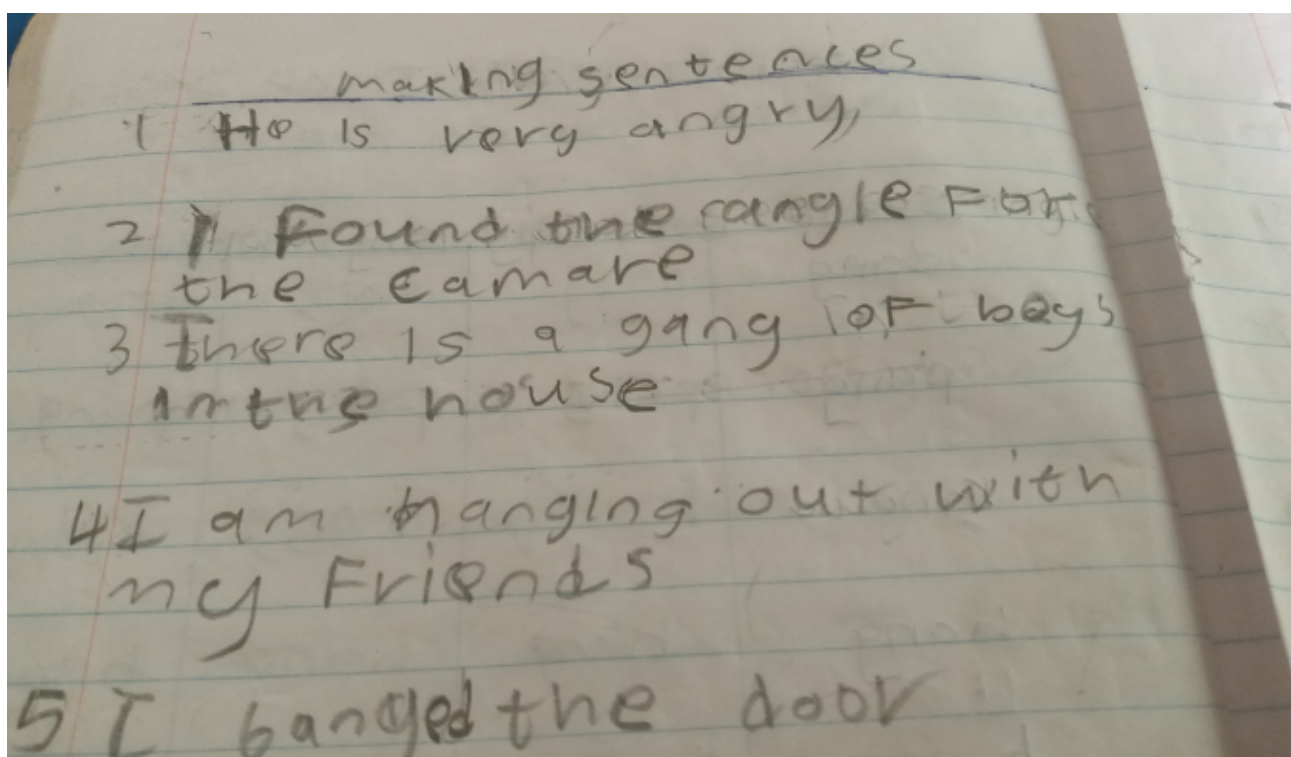 making sentences
1 He is very angry,
2 I Found the rangle For
the camare
3 There is a gang of boys
in the house
4 I am hanging out with
my Friends
5 I banged the door